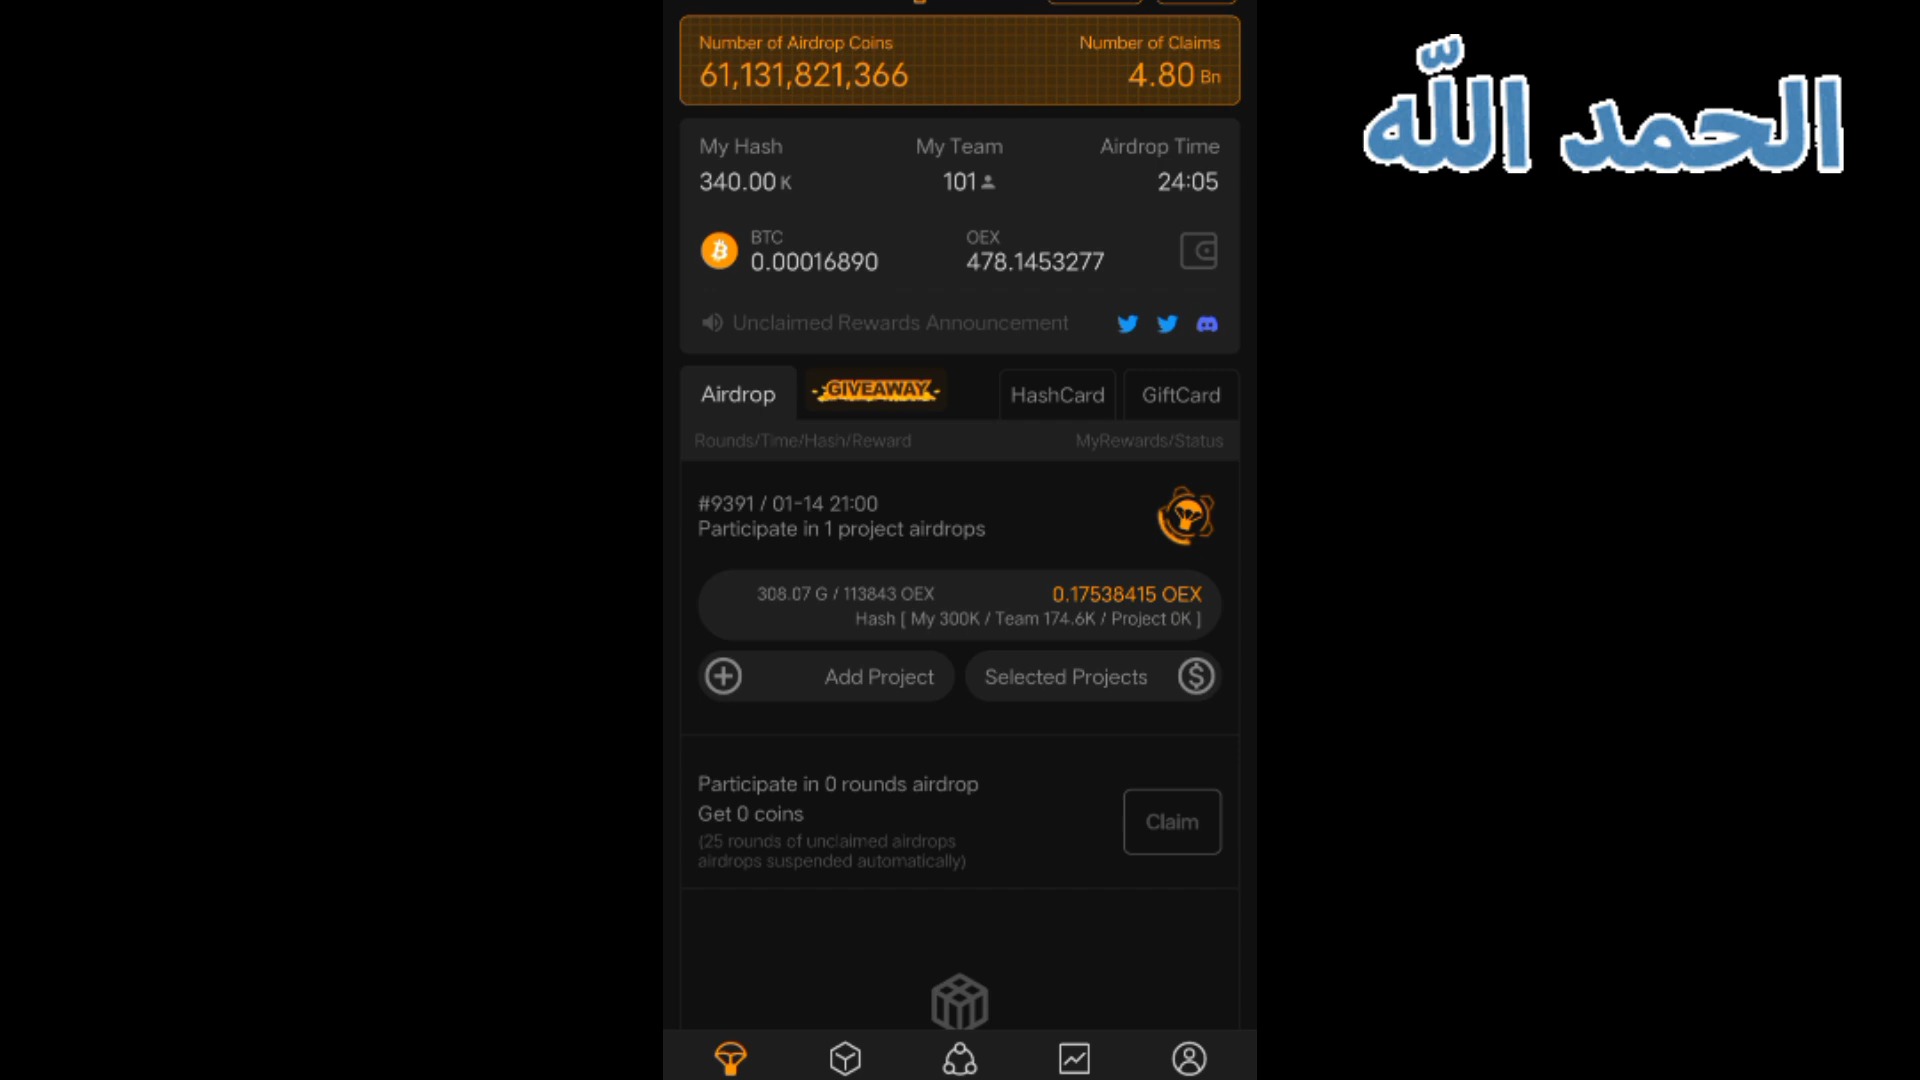 Number of Airdrop Coins
Number of Claims
61,131,821,366
4.80 Bn
My Hash
My Team
Airdrop Time
340.00 K
101
24:05
BTC
OEX
0.00016890
478.1453277
Unclaimed Rewards Announcement
Airdrop
GIVEAWAY
HashCard
GiftCard
Rounds/Time/Hash/Reward
MyRewards/Status
#9391 / 01-14 21:00
Participate in 1 project airdrops
308.07 G / 113843 OEX
0.17538415 OEX
Hash [ My 300K / Team 174.6K / Project 0K ]
Add Project
Selected Projects
Participate in 0 rounds airdrop
Get 0 coins
(25 rounds of unclaimed airdrops
airdrops suspended automatically)
Claim
الحمد اللّه